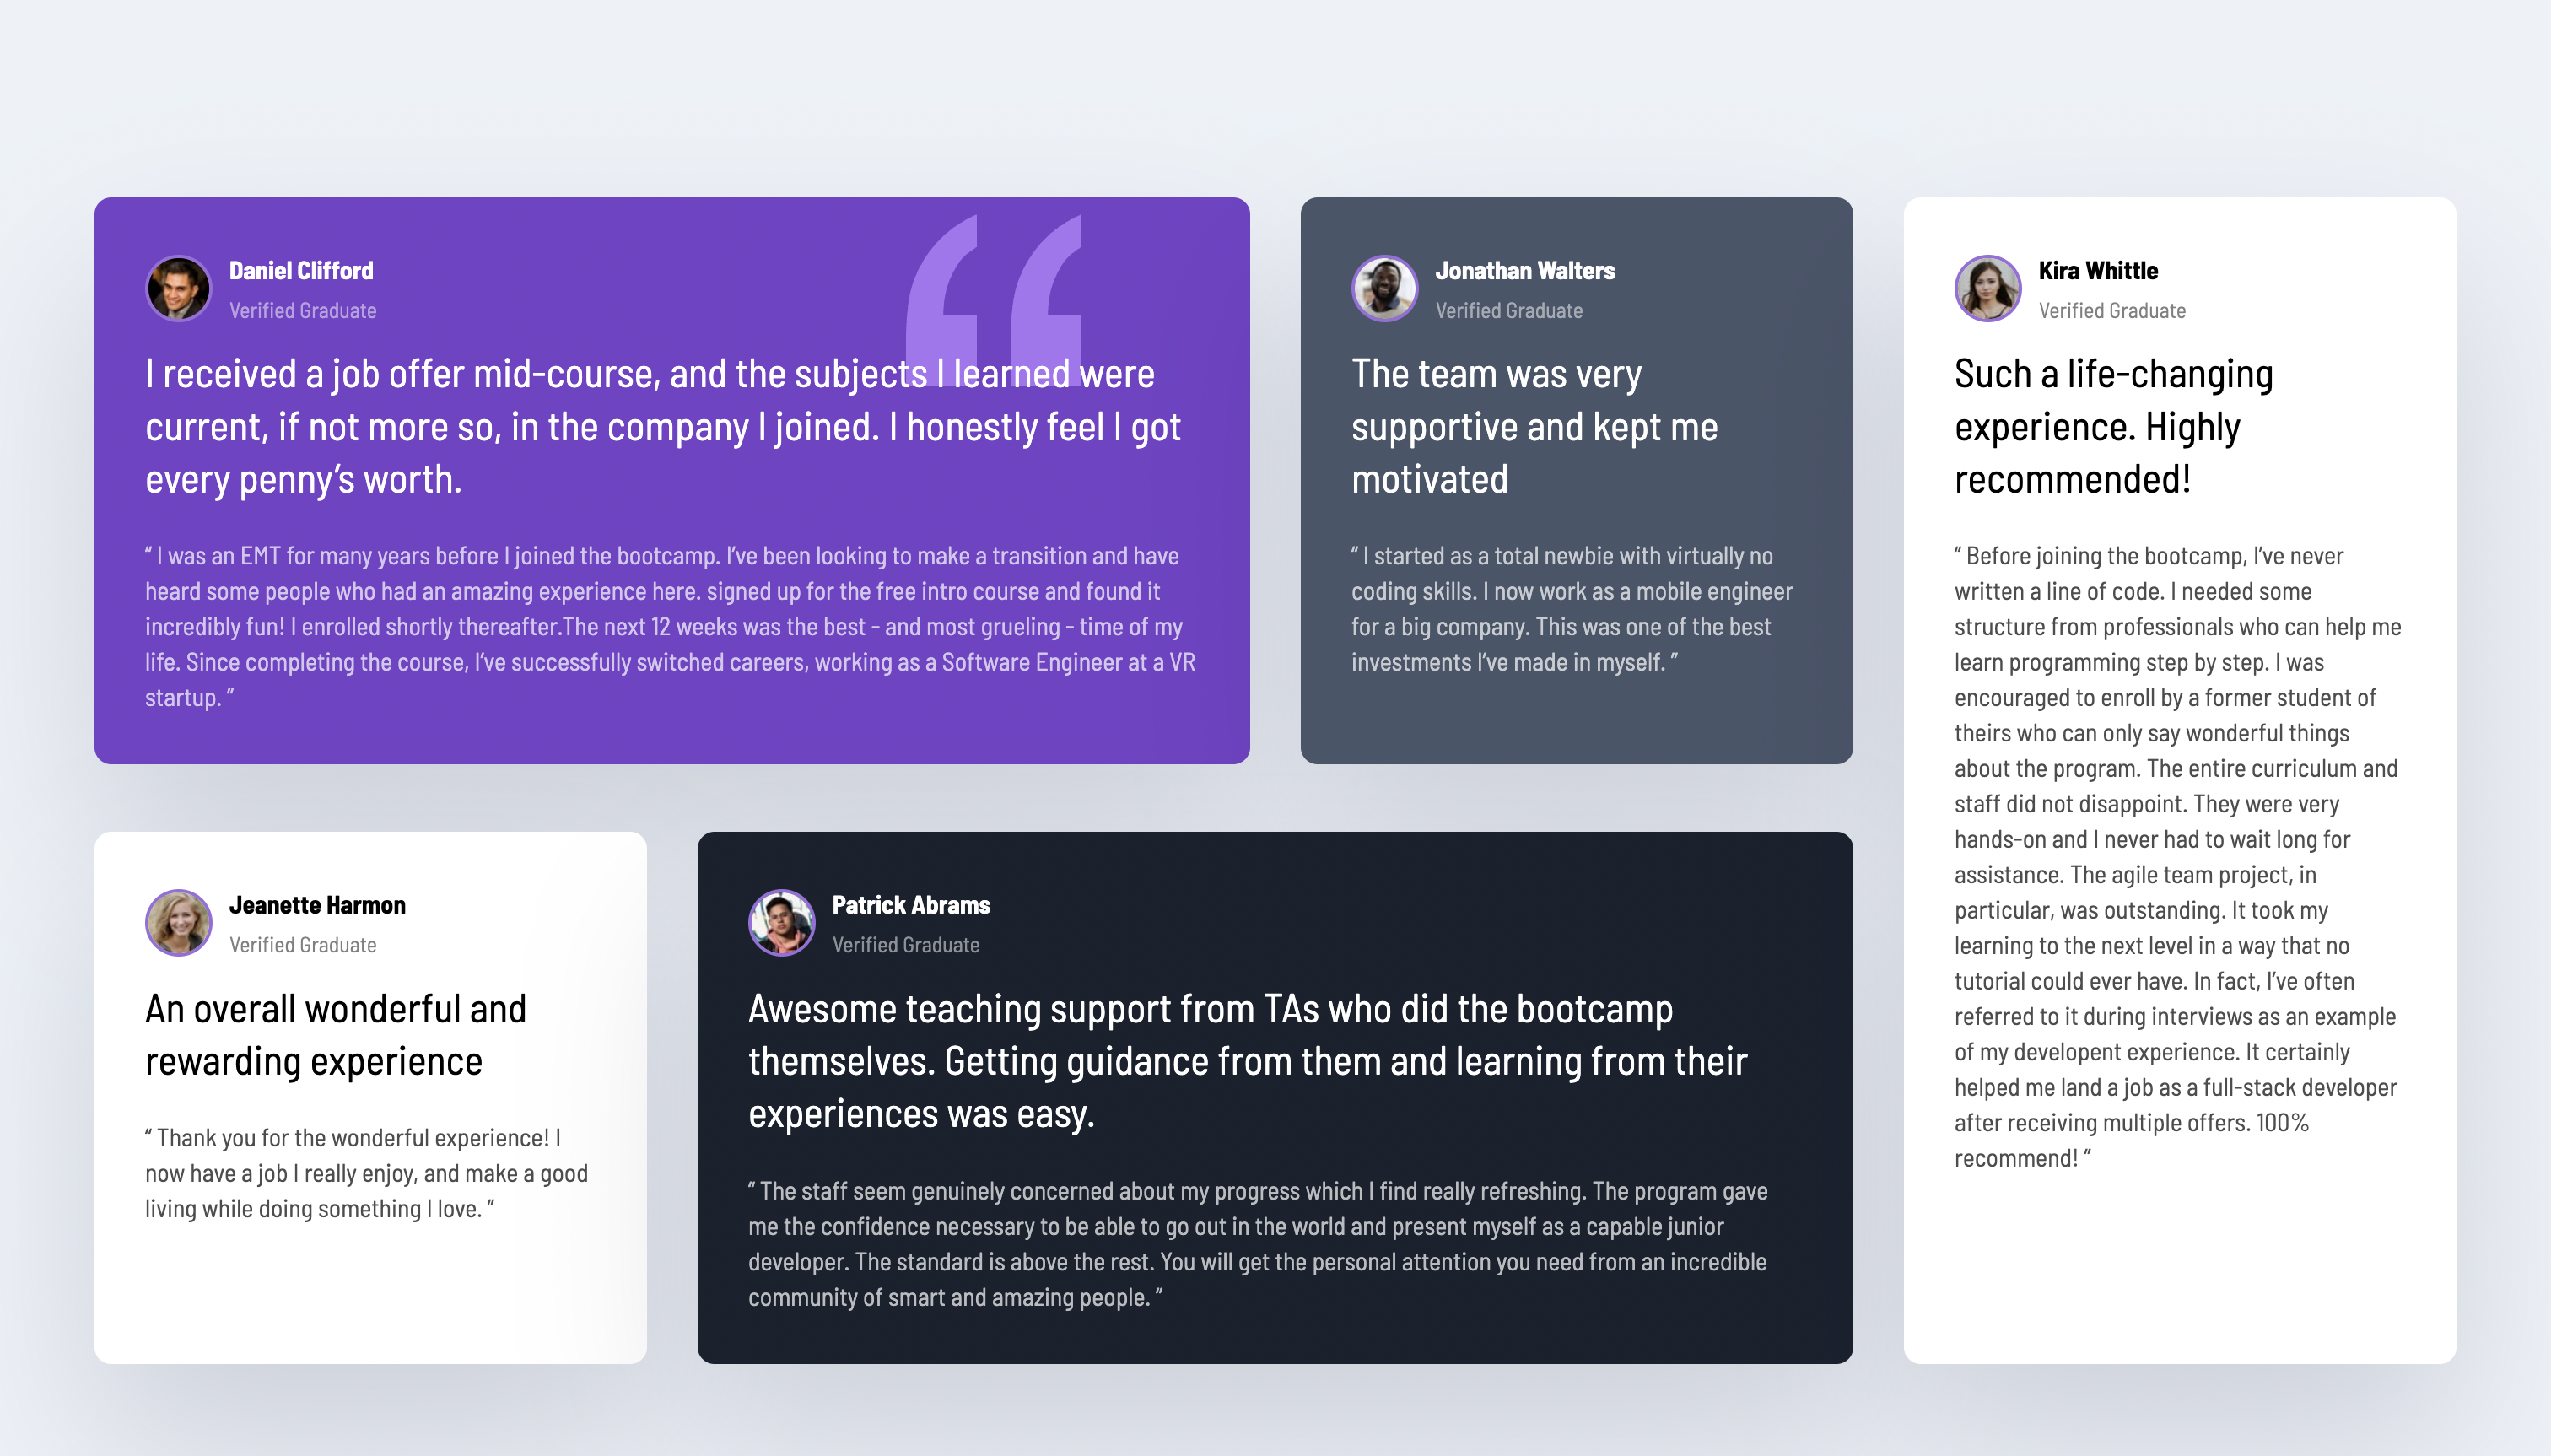 “
Daniel Clifford
Verified Graduate
I received a job offer mid-course, and the subjects I learned were
current, if not more so, in the company I joined. I honestly feel I got
every penny’s worth.
“ I was an EMT for many years before I joined the bootcamp. I’ve been looking to make a transition and have
heard some people who had an amazing experience here. signed up for the free intro course and found it
incredibly fun! I enrolled shortly thereafter.The next 12 weeks was the best - and most grueling - time of my
life. Since completing the course, I’ve successfully switched careers, working as a Software Engineer at a VR
startup. ”
Jonathan Walters
Verified Graduate
The team was very
supportive and kept me
motivated
“ I started as a total newbie with virtually no
coding skills. I now work as a mobile engineer
for a big company. This was one of the best
investments I’ve made in myself. ”
Kira Whittle
Verified Graduate
Such a life-changing
experience. Highly
recommended!
“ Before joining the bootcamp, I’ve never
written a line of code. I needed some
structure from professionals who can help me
learn programming step by step. I was
encouraged to enroll by a former student of
theirs who can only say wonderful things
about the program. The entire curriculum and
staff did not disappoint. They were very
hands-on and I never had to wait long for
assistance. The agile team project, in
particular, was outstanding. It took my
learning to the next level in a way that no
tutorial could ever have. In fact, I’ve often
referred to it during interviews as an example
of my developent experience. It certainly
helped me land a job as a full-stack developer
after receiving multiple offers. 100%
recommend! ”
Jeanette Harmon
Verified Graduate
An overall wonderful and
rewarding experience
“ Thank you for the wonderful experience! I
now have a job I really enjoy, and make a good
living while doing something I love. ”
Patrick Abrams
Verified Graduate
Awesome teaching support from TAs who did the bootcamp
themselves. Getting guidance from them and learning from their
experiences was easy.
“ The staff seem genuinely concerned about my progress which I find really refreshing. The program gave
me the confidence necessary to be able to go out in the world and present myself as a capable junior
developer. The standard is above the rest. You will get the personal attention you need from an incredible
community of smart and amazing people. ”